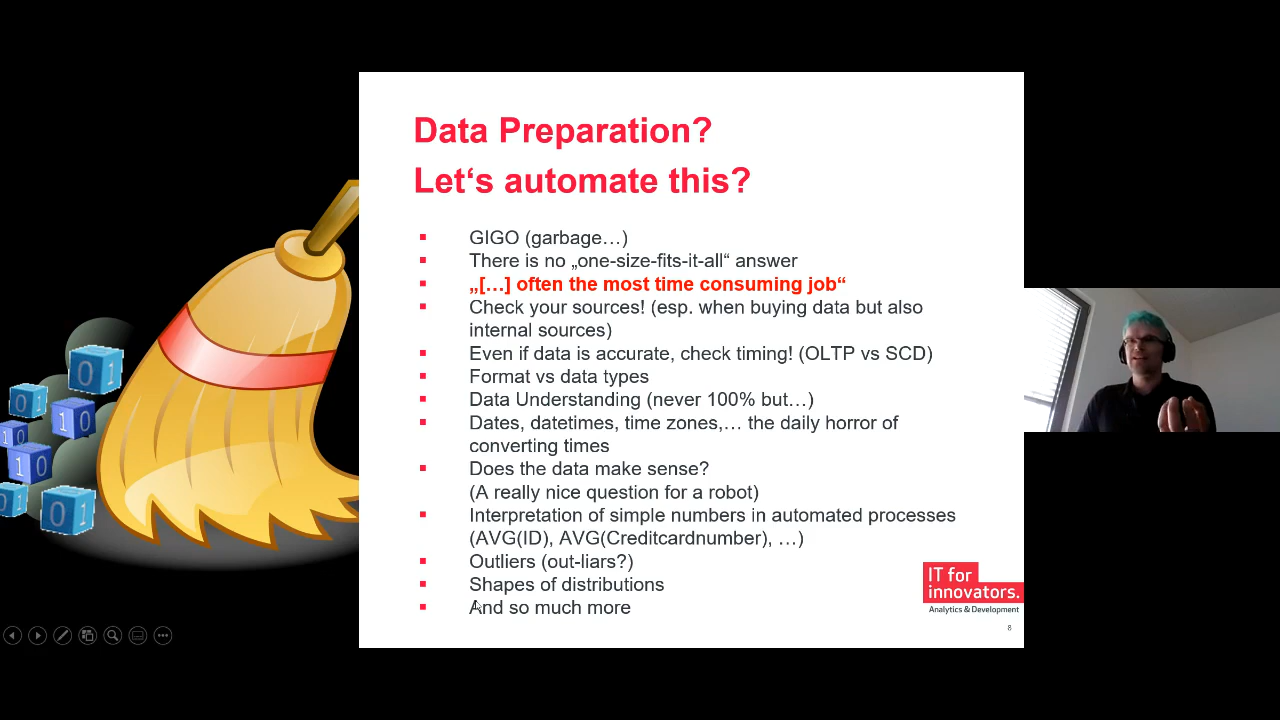 Data Preparation?
Let‘s automate this?
GIGO (garbage…)
There is no „one-size-fits-it-all“ answer
„[…] often the most time consuming job“
Check your sources! (esp. when buying data but also
internal sources)
Even if data is accurate, check timing! (OLTP vs SCD)
Format vs data types
Data Understanding (never 100% but…)
Dates, datetimes, time zones,… the daily horror of
converting times
Does the data make sense?
(A really nice question for a robot)
Interpretation of simple numbers in automated processes
(AVG(ID), AVG(Creditcardnumber), …)
Outliers (out-liars?)
Shapes of distributions
And so much more
IT for
innovators.
Analytics & Development
8
01
01
10
10
10
01
01